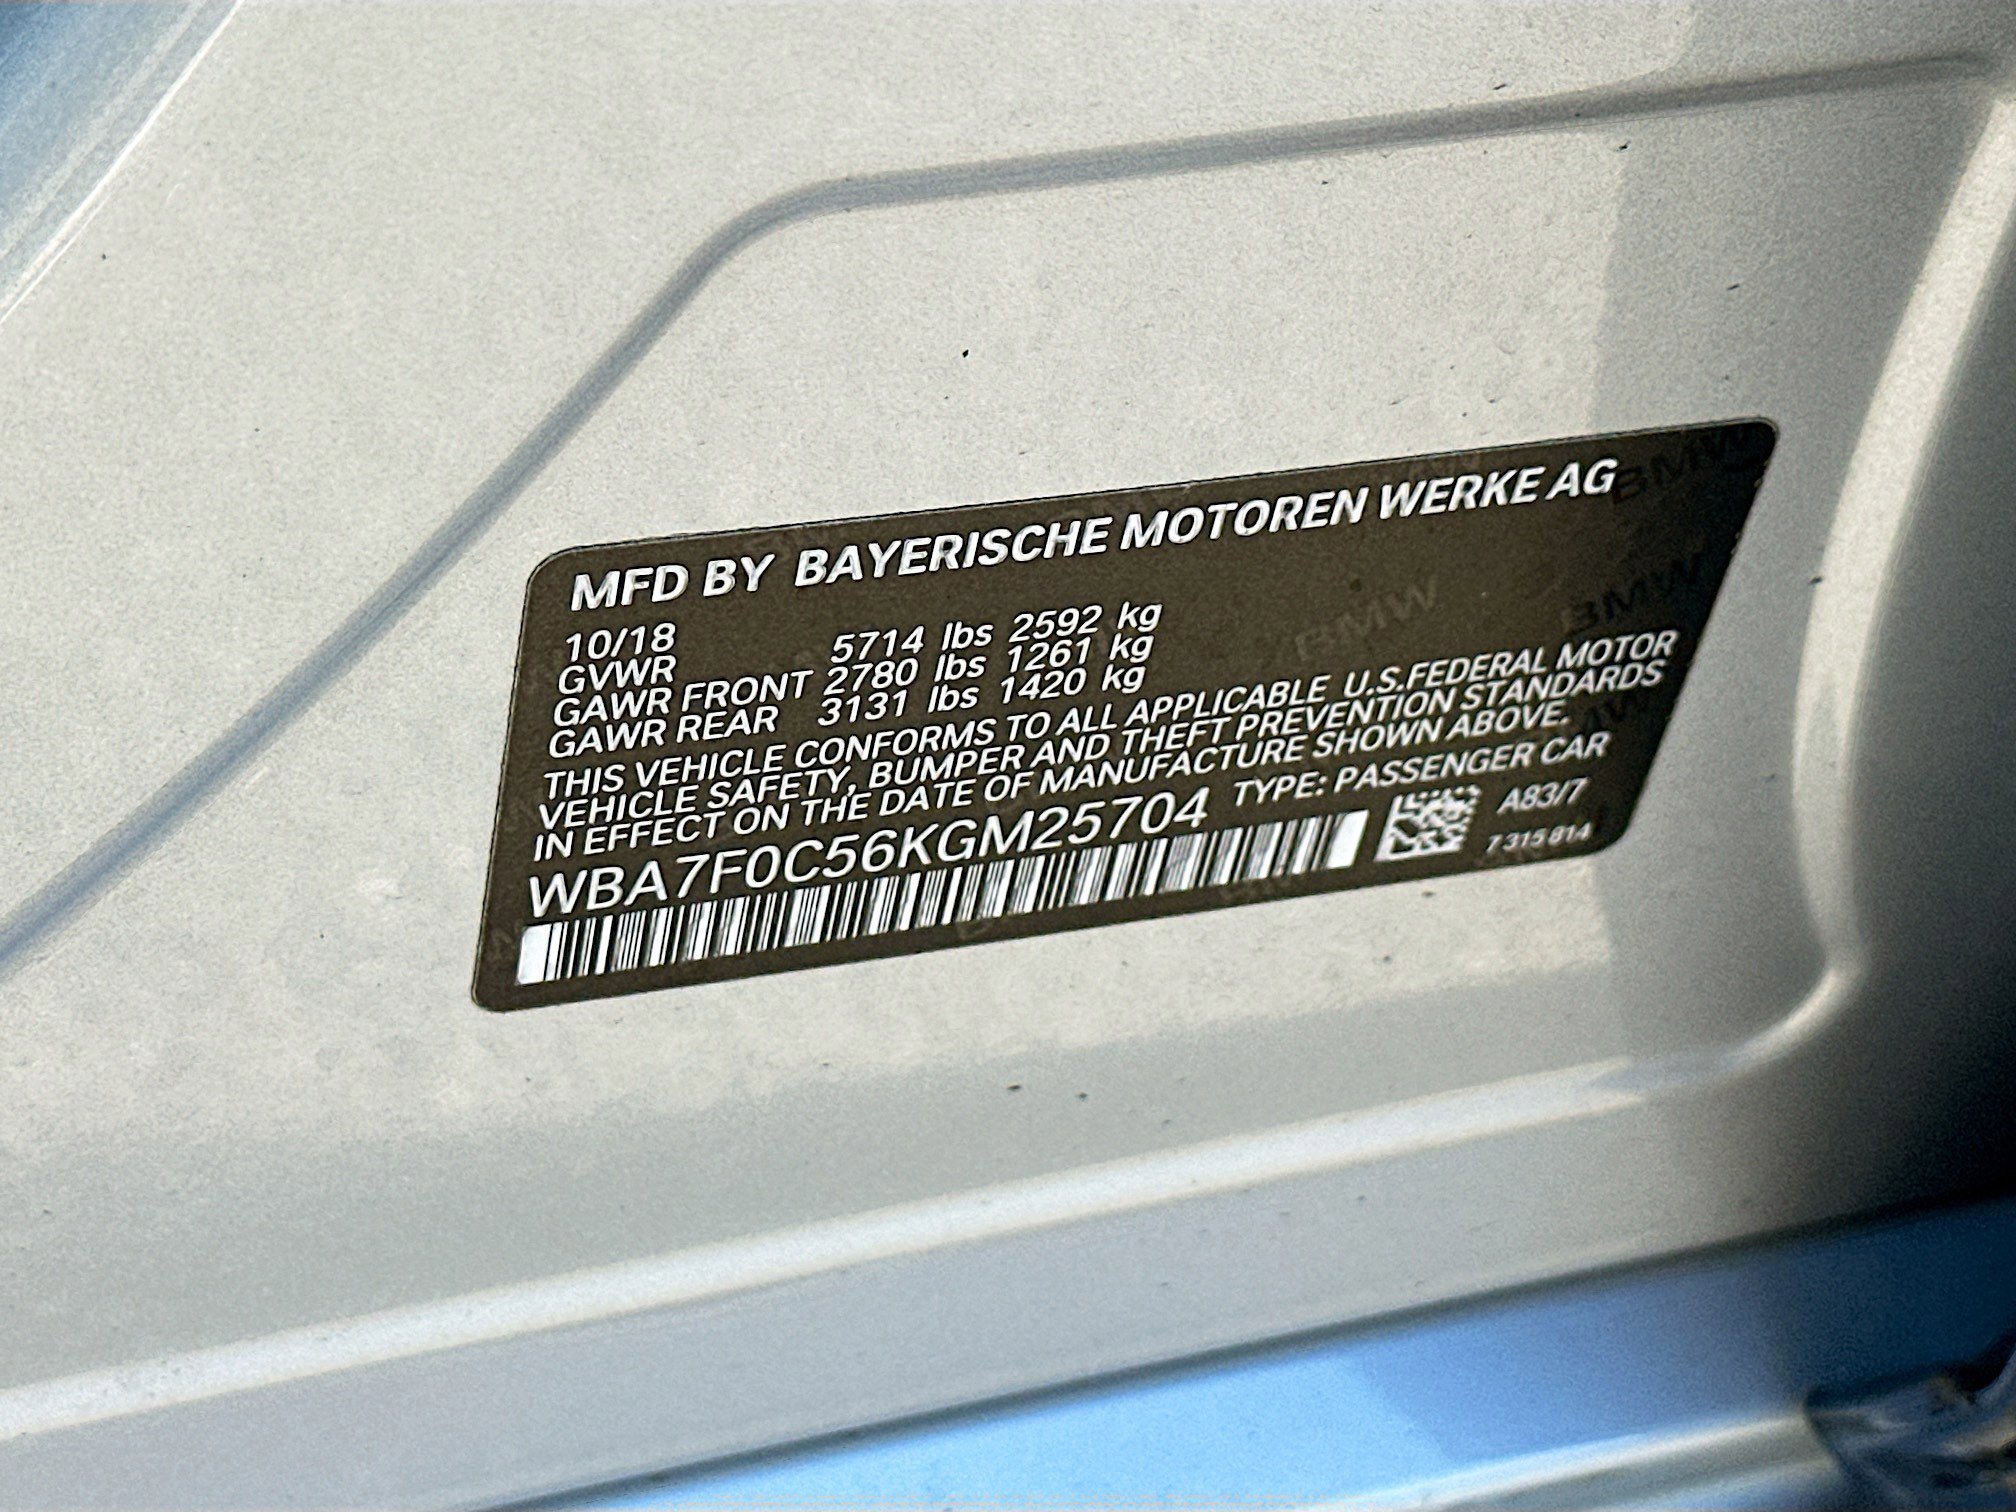 MFD BY BAYERISCHE MOTOREN WERKE AG
10/18
GVWR 5714 lbs 2592 kg
GAWR FRONT 2780 lbs 1261 kg
GAWR REAR 3131 lbs 1420 kg
THIS VEHICLE CONFORMS TO ALL APPLICABLE U.S.FEDERAL MOTOR
VEHICLE SAFETY, BUMPER AND THEFT PREVENTION STANDARDS
IN EFFECT ON THE DATE OF MANUFACTURE SHOWN ABOVE.
WBA7F0C56KGM25704 TYPE: PASSENGER CAR
A83/7
7 315 814
BMW
BMW
BMW